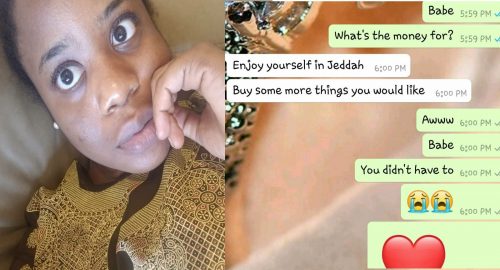 Babe
5:59 PM
What's the money for?
5:59 PM
Enjoy yourself in Jeddah
6:00 PM
Buy some more things you would like
6:00 PM
Awww
6:00 PM
Babe
6:00 PM
You didn't have to
6:00 PM
6:00 PM